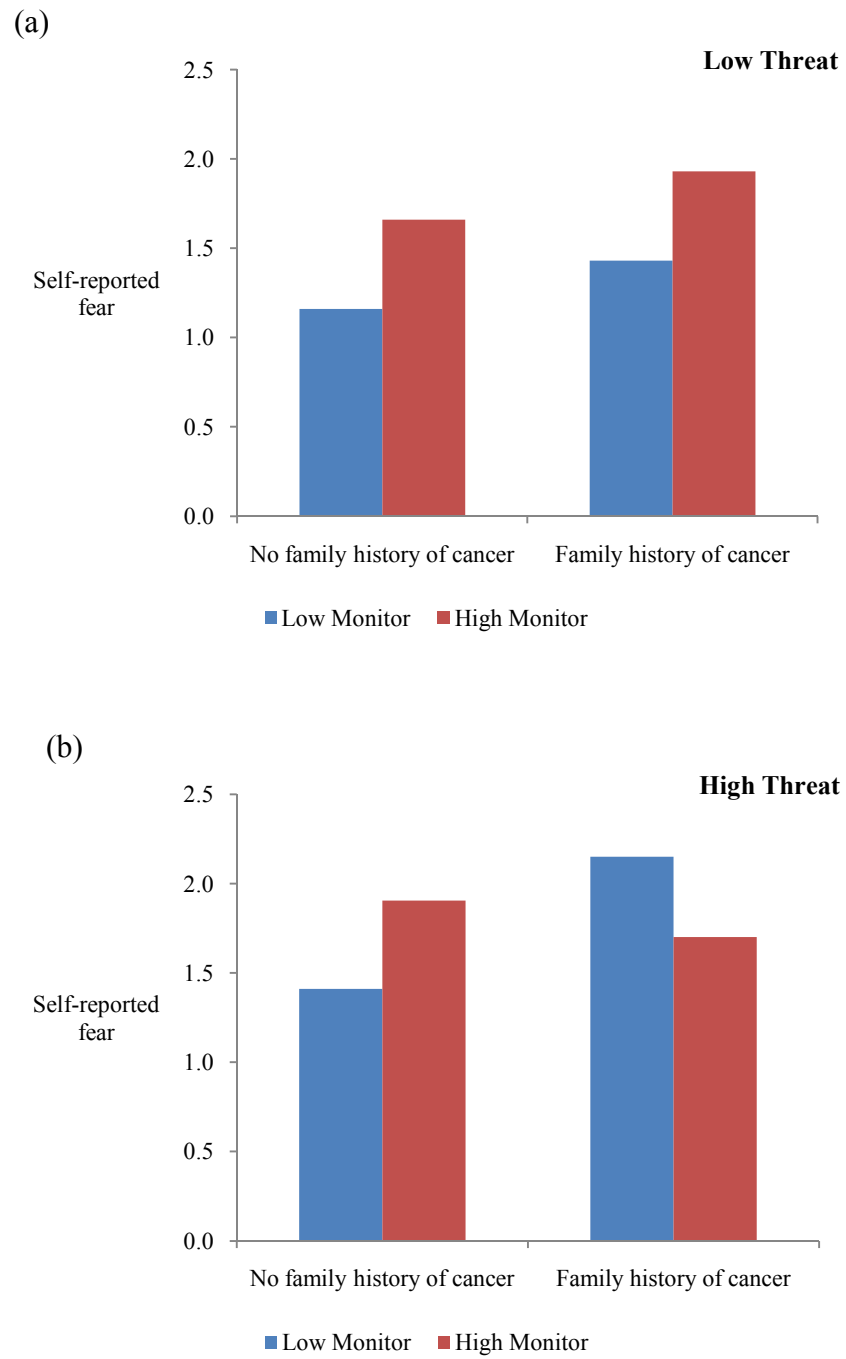 (a)
Low Threat
2.5
2.0
1.5
Self-reported
fear
1.0
0.5
0.0
No family history of cancer Family history of cancer
Low Monitor High Monitor
(b)
High Threat
2.5
2.0
1.5
Self-reported
fear
1.0
0.5
0.0
No family history of cancer Family history of cancer
Low Monitor High Monitor